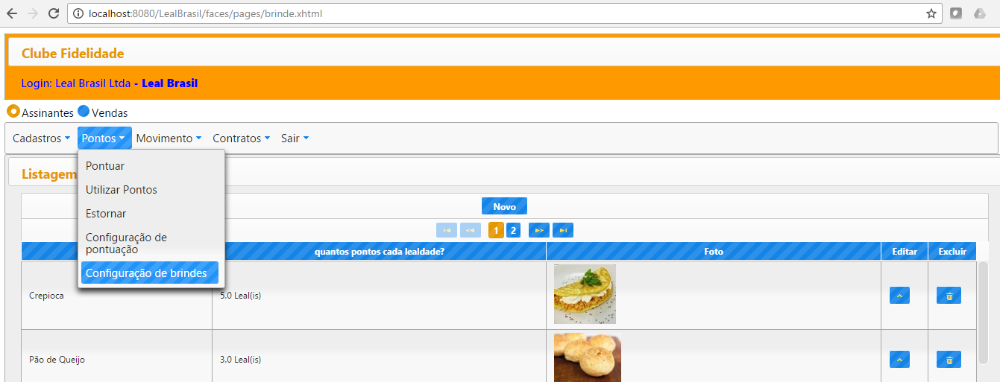 localhost:8080/LealBrasil/faces/pages/brinde.xhtml
Clube Fidelidade
Login: Leal Brasil Ltda - Leal Brasil
Assinantes Vendas
Cadastros Pontos Movimento Contratos Sair
Pontuar
Listagem
Utilizar Pontos
Novo
Estornar
1 2
Configuração de
pontuação
quantos pontos cada lealdade? Foto Editar Excluir
Configuração de brindes
Crepioca 5.0 Leal(is)
Pão de Queijo 3.0 Leal(is)